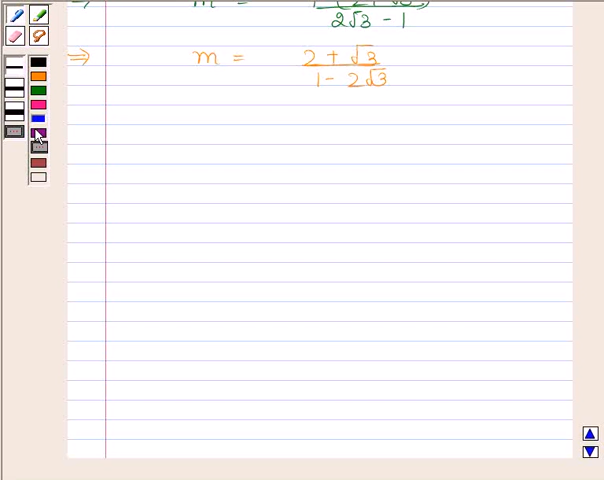 m =
2√3 - 1
⇒ m = 2 + √3
1 - 2√3